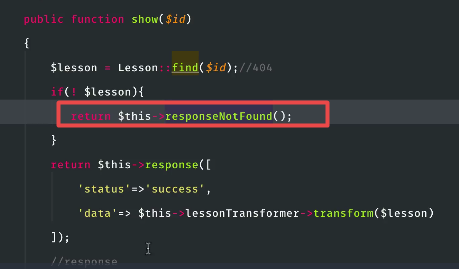 public function show($id)
{
$lesson = Lesson::find($id);//404
if(! $lesson){
return $this->responseNotFound();
}
return $this->response([
'status'=>'success',
'data'=> $this->lessonTransformer->transform($lesson)
]);
//response